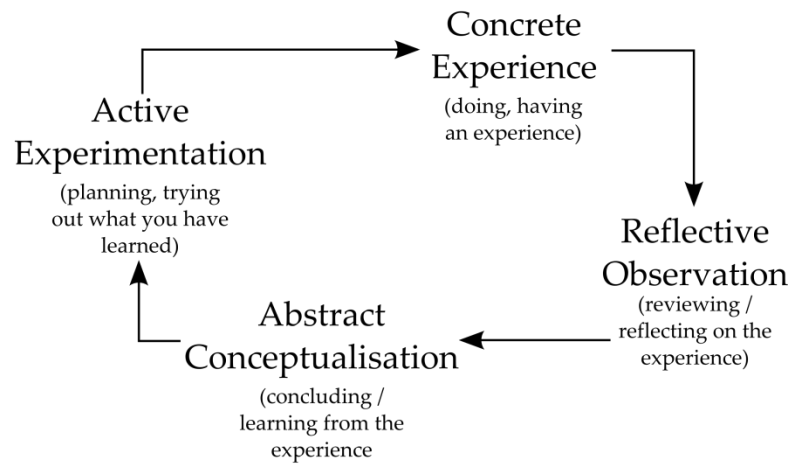 Concrete
Experience
(doing, having
an experience)
Active
Experimentation
(planning, trying
out what you have
learned)
Reflective
Observation
(reviewing /
reflecting on the
experience)
Abstract
Conceptualisation
(concluding /
learning from the
experience